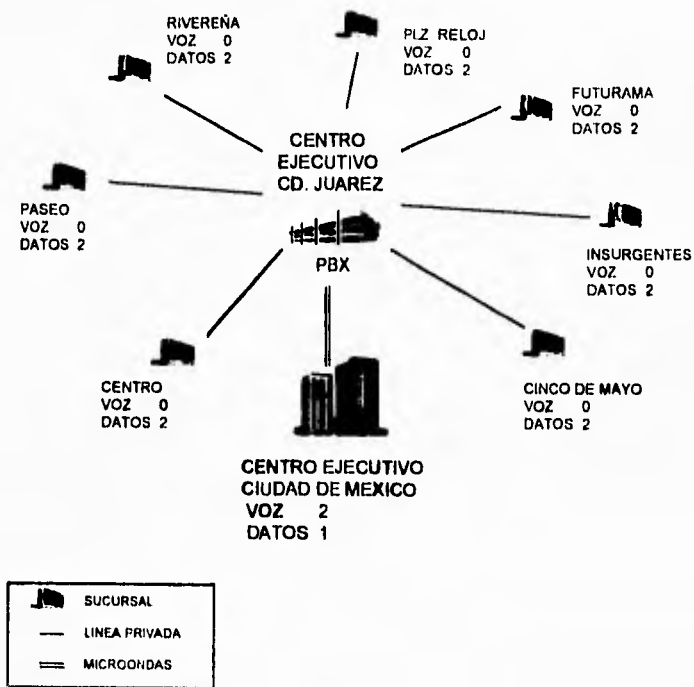 RIVEREÑA
VOZ 0
DATOS 2
PLZ RELOJ
VOZ 0
DATOS 2
FUTURAMA
VOZ 0
DATOS 2
CENTRO
EJECUTIVO
CD. JUAREZ
PBX
PASEO
VOZ 0
DATOS 2
INSURGENTES
VOZ 0
DATOS 2
CENTRO
VOZ 0
DATOS 2
CINCO DE MAYO
VOZ 0
DATOS 2
CENTRO EJECUTIVO
CIUDAD DE MEXICO
VOZ 2
DATOS 1
SUCURSAL
LINEA PRIVADA
MICROONDAS